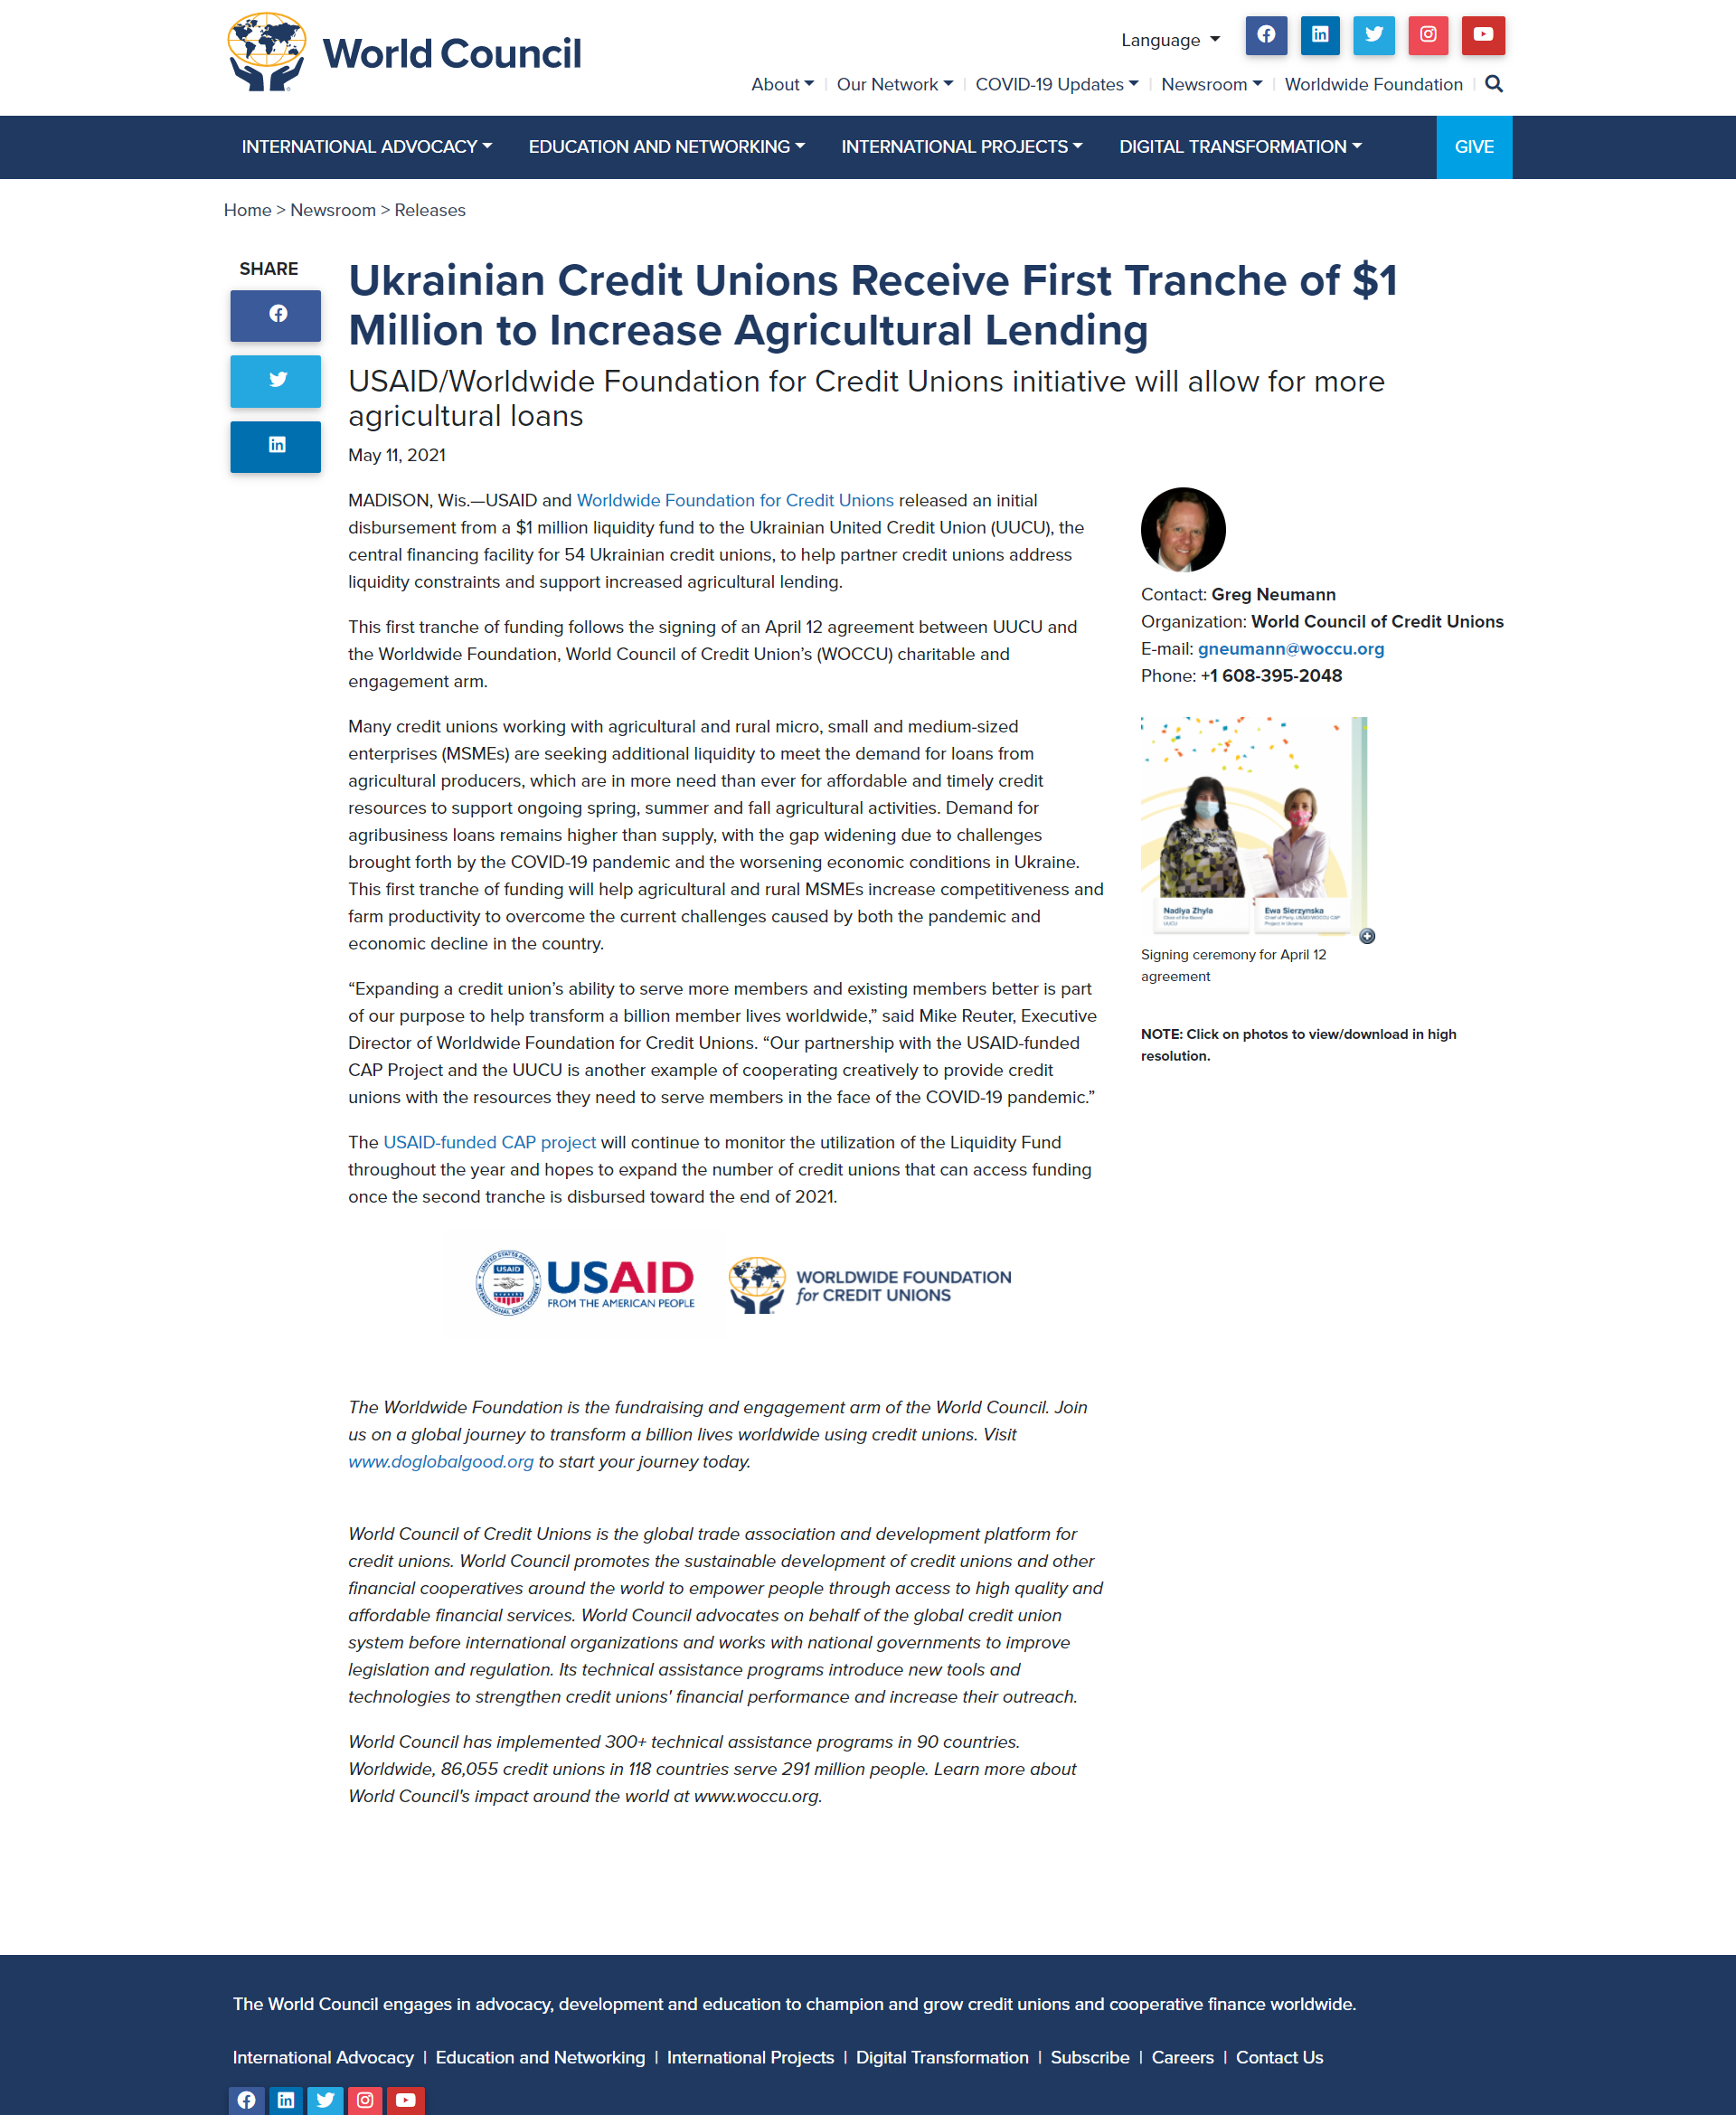 World Council
Language
About
Our Network
COVID-19 Updates
Newsroom
Worldwide Foundation
INTERNATIONAL ADVOCACY
EDUCATION AND NETWORKING
INTERNATIONAL PROJECTS
DIGITAL TRANSFORMATION
GIVE
Home > Newsroom > Releases
SHARE
Ukrainian Credit Unions Receive First Tranche of $1
Million to Increase Agricultural Lending
USAID/Worldwide Foundation for Credit Unions initiative will allow for more
agricultural loans
May 11, 2021
MADISON, Wis.—USAID and Worldwide Foundation for Credit Unions released an initial
disbursement from a $1 million liquidity fund to the Ukrainian United Credit Union (UUCU), the
central financing facility for 54 Ukrainian credit unions, to help partner credit unions address
liquidity constraints and support increased agricultural lending.
This first tranche of funding follows the signing of an April 12 agreement between UUCU and
the Worldwide Foundation, World Council of Credit Union’s (WOCCU) charitable and
engagement arm.
Many credit unions working with agricultural and rural micro, small and medium-sized
enterprises (MSMEs) are seeking additional liquidity to meet the demand for loans from
agricultural producers, which are in more need than ever for affordable and timely credit
resources to support ongoing spring, summer and fall agricultural activities. Demand for
agribusiness loans remains higher than supply, with the gap widening due to challenges
brought forth by the COVID-19 pandemic and the worsening economic conditions in Ukraine.
This first tranche of funding will help agricultural and rural MSMEs increase competitiveness and
farm productivity to overcome the current challenges caused by both the pandemic and
economic decline in the country.
“Expanding a credit union’s ability to serve more members and existing members better is part
of our purpose to help transform a billion member lives worldwide,” said Mike Reuter, Executive
Director of Worldwide Foundation for Credit Unions. “Our partnership with the USAID-funded
CAP Project and the UUCU is another example of cooperating creatively to provide credit
unions with the resources they need to serve members in the face of the COVID-19 pandemic.”
The USAID-funded CAP project will continue to monitor the utilization of the Liquidity Fund
throughout the year and hopes to expand the number of credit unions that can access funding
once the second tranche is disbursed toward the end of 2021.
UNITED STATES AGENCY
USAID
INTERNATIONAL DEVELOPMENT
USAID
FROM THE AMERICAN PEOPLE
WORLDWIDE FOUNDATION
for CREDIT UNIONS
The Worldwide Foundation is the fundraising and engagement arm of the World Council. Join
us on a global journey to transform a billion lives worldwide using credit unions. Visit
www.doglobalgood.org to start your journey today.
World Council of Credit Unions is the global trade association and development platform for
credit unions. World Council promotes the sustainable development of credit unions and other
financial cooperatives around the world to empower people through access to high quality and
affordable financial services. World Council advocates on behalf of the global credit union
system before international organizations and works with national governments to improve
legislation and regulation. Its technical assistance programs introduce new tools and
technologies to strengthen credit unions' financial performance and increase their outreach.
World Council has implemented 300+ technical assistance programs in 90 countries.
Worldwide, 86,055 credit unions in 118 countries serve 291 million people. Learn more about
World Council's impact around the world at www.woccu.org.
Contact: Greg Neumann
Organization: World Council of Credit Unions
E-mail: gneumann@woccu.org
Phone: +1 608-395-2048
Nadiya Zhyla
Chair of the Board
UUCU
Ewa Sierzynska
Chief of Party, USAID/WOCCU CAP
Project in Ukraine
Signing ceremony for April 12
agreement
NOTE: Click on photos to view/download in high
resolution.
The World Council engages in advocacy, development and education to champion and grow credit unions and cooperative finance worldwide.
International Advocacy | Education and Networking | International Projects | Digital Transformation | Subscribe | Careers | Contact Us